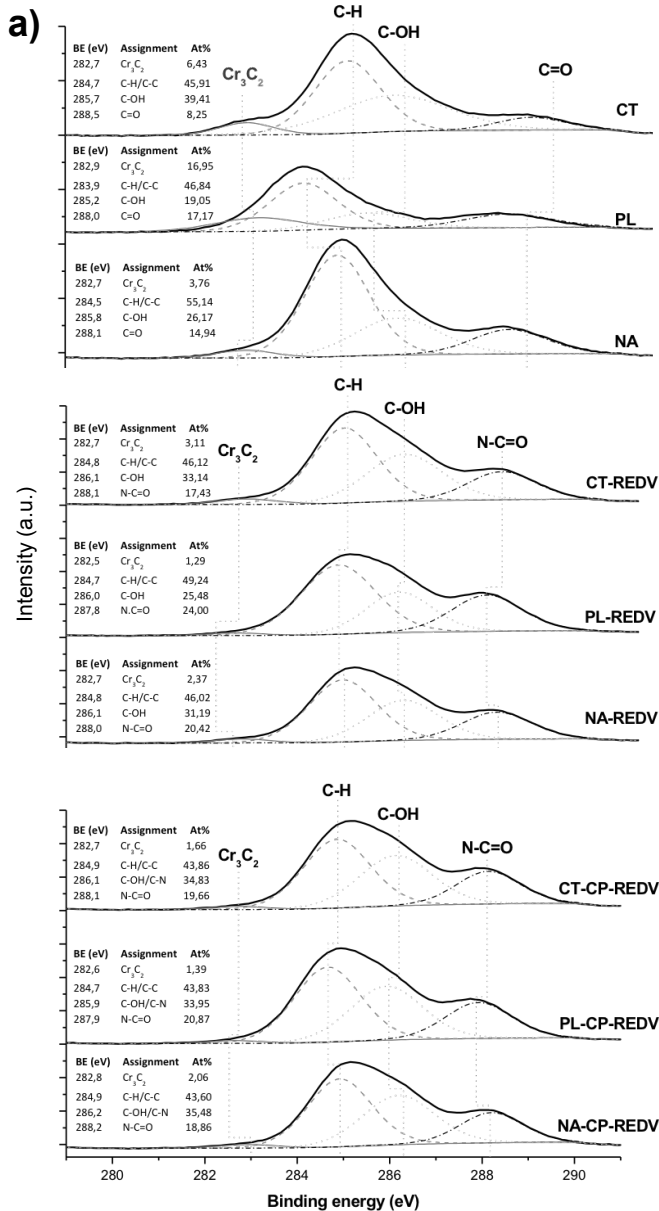 a)
C-H
C-OH
Cr3C2
C=O
BE (eV) Assignment At%
282,7 Cr3C2 6,43
284,7 C-H/C-C 45,91
285,7 C-OH 39,41
288,5 C=O 8,25
CT
BE (eV) Assignment At%
282,9 Cr3C2 16,95
283,9 C-H/C-C 46,84
285,2 C-OH 19,05
288,0 C=O 17,17
PL
BE (eV) Assignment At%
282,7 Cr3C2 3,76
284,5 C-H/C-C 55,14
285,8 C-OH 26,17
288,1 C=O 14,94
NA
C-H
C-OH
Cr3C2
N-C=O
BE (eV) Assignment At%
282,7 Cr3C2 3,11
284,8 C-H/C-C 46,12
286,1 C-OH 33,14
288,1 N-C=O 17,43
CT-REDV
BE (eV) Assignment At%
282,5 Cr3C2 1,29
284,7 C-H/C-C 49,24
286,0 C-OH 25,48
287,8 N.C=O 24,00
PL-REDV
BE (eV) Assignment At%
282,7 Cr3C2 2,37
284,8 C-H/C-C 46,02
286,1 C-OH 31,19
288,0 N-C=O 20,42
NA-REDV
C-H
C-OH
Cr3C2
N-C=O
BE (eV) Assignment At%
282,7 Cr3C2 1,66
284,9 C-H/C-C 43,86
286,1 C-OH/C-N 34,83
288,1 N-C=O 19,66
CT-CP-REDV
BE (eV) Assignment At%
282,6 Cr3C2 1,39
284,7 C-H/C-C 43,83
285,9 C-OH/C-N 33,95
287,9 N-C=O 20,87
PL-CP-REDV
BE (eV) Assignment At%
282,8 Cr3C2 2,06
284,9 C-H/C-C 43,60
286,2 C-OH/C-N 35,48
288,2 N-C=O 18,86
NA-CP-REDV
Intensity (a.u.)
280 282 284 286 288 290
Binding energy (eV)